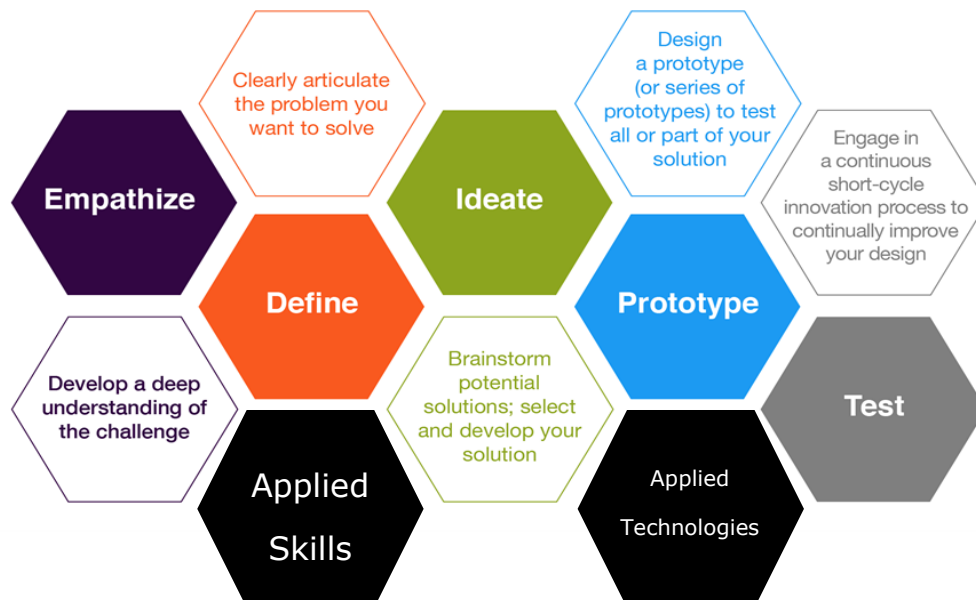 Empathize
Develop a deep
understanding of
the challenge
Clearly articulate
the problem you
want to solve
Define
Applied
Skills
Ideate
Brainstorm
potential
solutions; select
and develop your
solution
Design
a prototype
(or series of
prototypes) to test
all or part of your
solution
Prototype
Applied
Technologies
Engage in
a continuous
short-cycle
innovation process to
continually improve
your design
Test